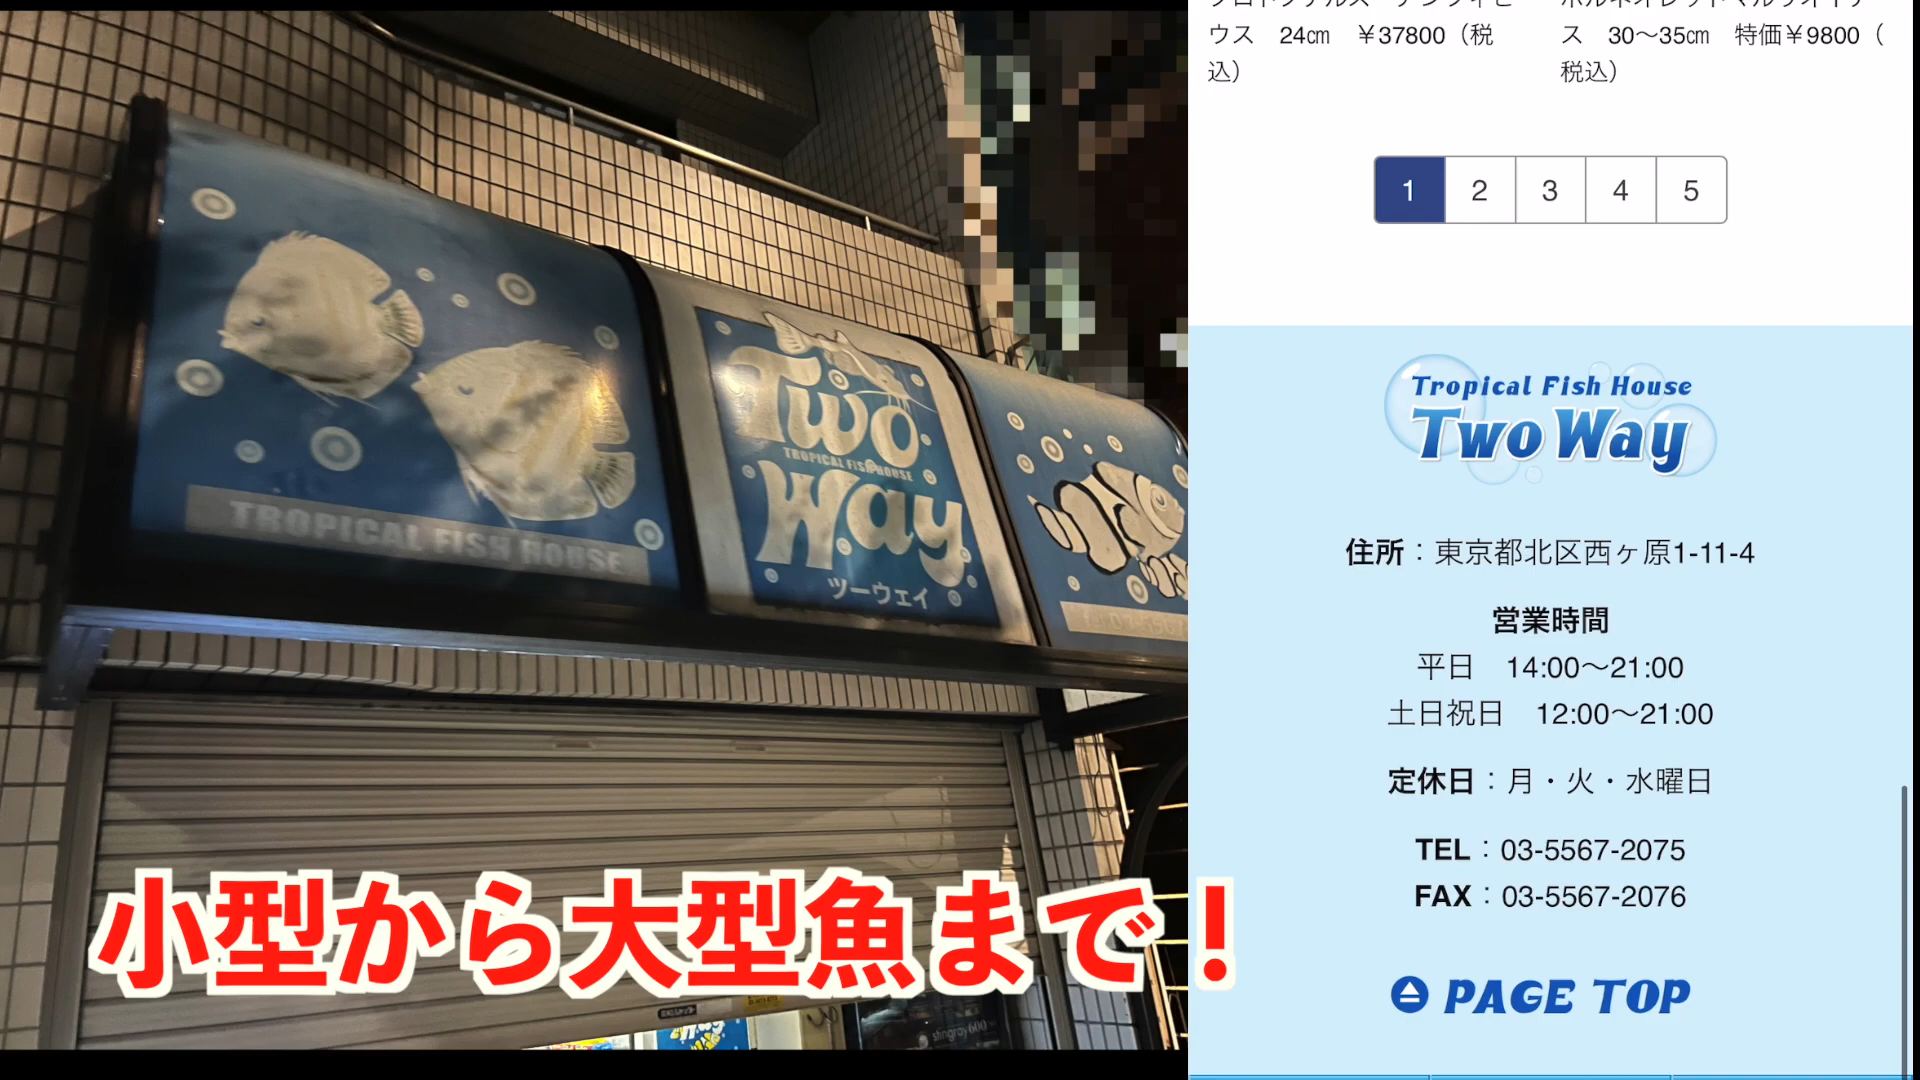 TROPICAL FISH HOUSE
Two
TROPICAL FISH HOUSE
Way
ツーウェイ
stingray600
小型から大型魚まで！
ウス 24㎝ ￥37800（税
込）
ス 30〜35㎝ 特価￥9800（
税込）
1 2 3 4 5
Tropical Fish House
Two Way
住所：東京都北区西ヶ原1-11-4
営業時間
平日 14:00〜21:00
土日祝日 12:00〜21:00
定休日：月・火・水曜日
TEL：03-5567-2075
FAX：03-5567-2076
PAGE TOP